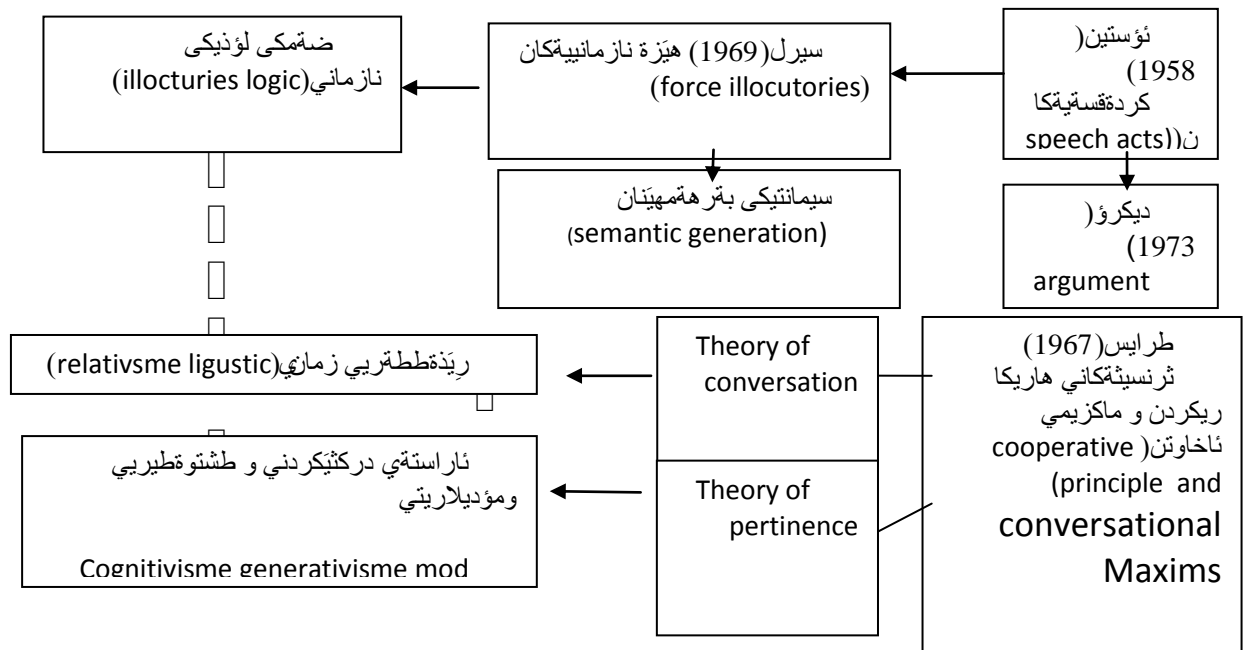 ئؤستين(
1958)
كردةقسةيةكا
ن((speech acts
سيرل(1969) هيَزة نازمانييةكان
(force illocutories)
ضةمكى لؤذيكى
نازماني(illocturies logic)
سيمانتيكى بةرهةمهيَنان
(semantic generation)
ديكرؤ(
1973)
argument
طرايس(1967)
ثرنسيثةكاني هاريكا
ريكردن و ماكزيمي
ئاخاوتن( cooperative
principle and)
conversational
Maxims
Theory of
conversation
رِيَذةططةريي زماني(relativsme ligustic)
Theory of
pertinence
ئاراستةي دركثيَكردني و طشتوةطيريي
ومؤديلاريتي
Cognitivisme generativisme mod